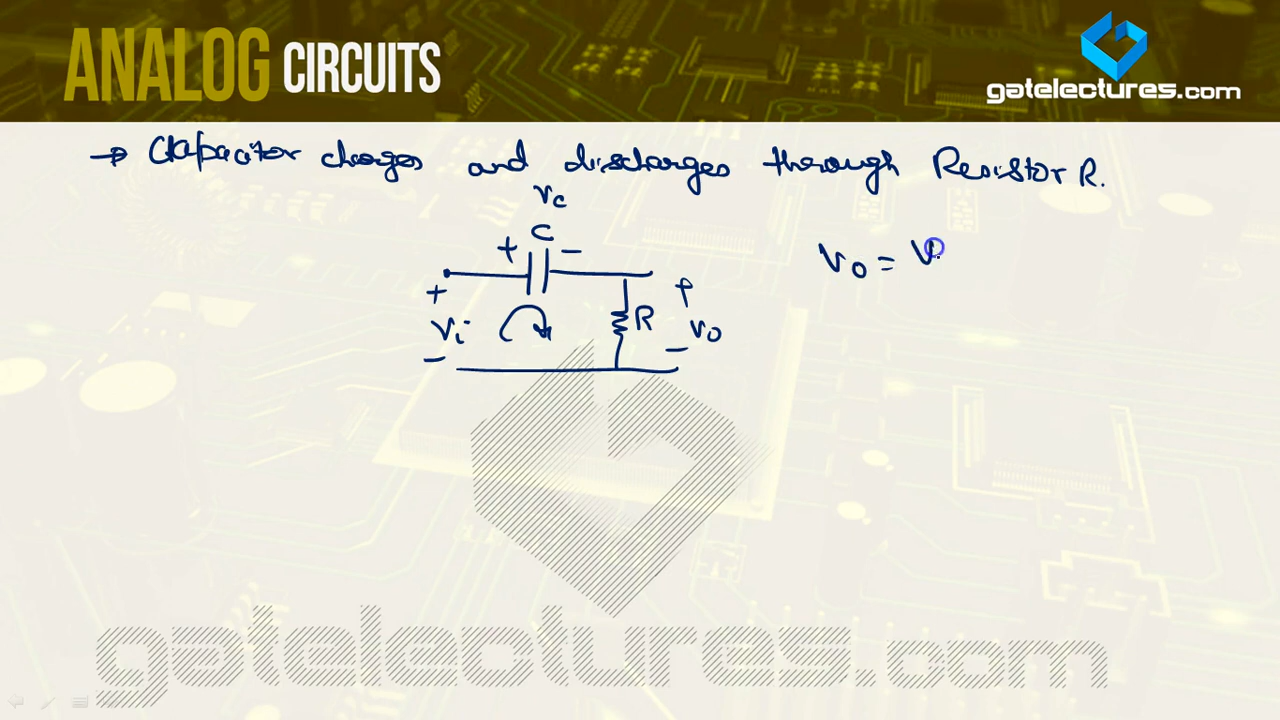 ANALOG CIRCUITS
gatelectures.com
→ Capacitor charges and discharges through Resistor R.
Vc
C
+ −
+ Vi −
R
+ Vo −
Vo = V
gatelectures.com